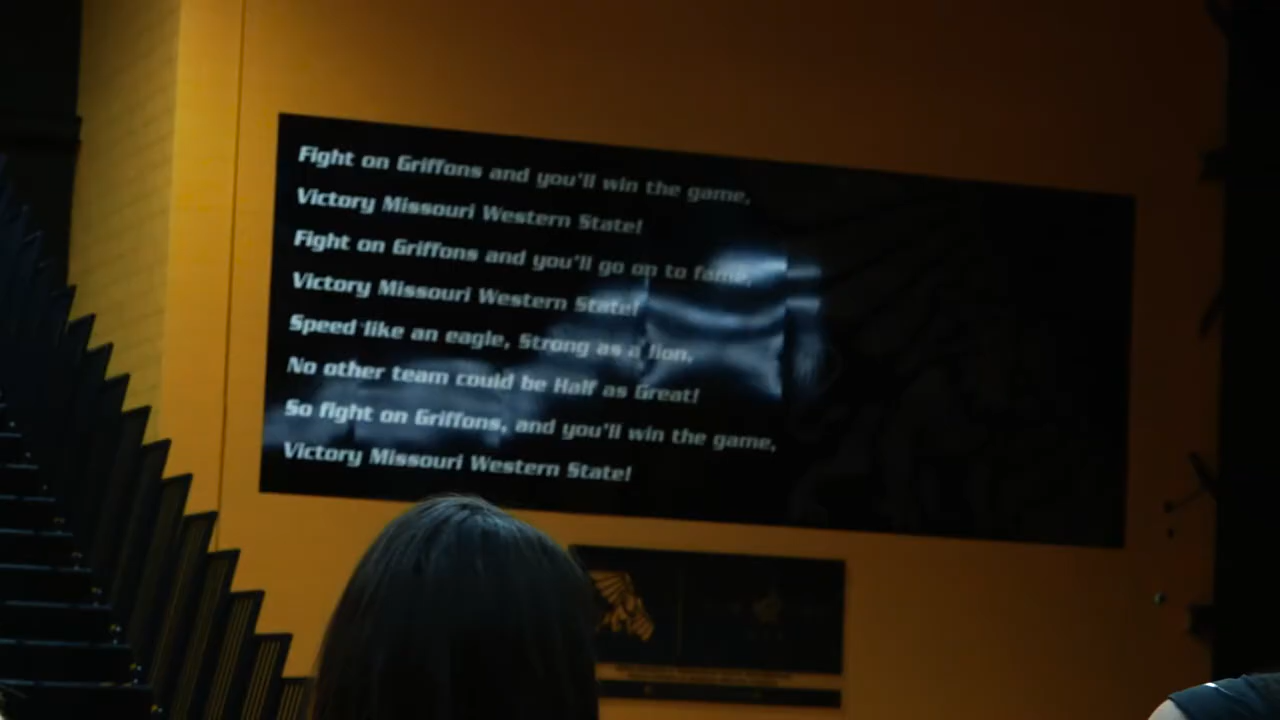 Fight on Griffons and you'll win the game,
Victory Missouri Western State!
Fight on Griffons and you'll go on to fame,
Victory Missouri Western State!
Speed like an eagle, Strong as a lion,
No other team could be Half as Great!
So fight on Griffons, and you'll win the game,
Victory Missouri Western State!